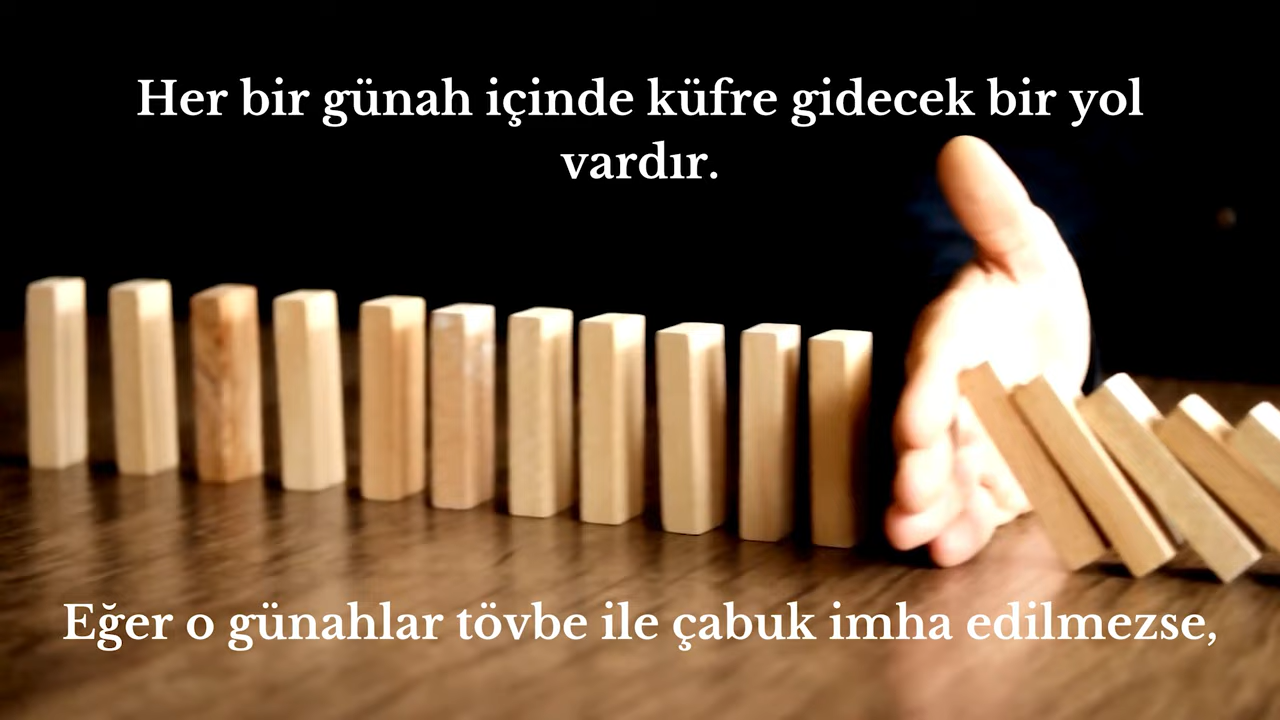 Her bir günah içinde küfre gidecek bir yol
vardır.
Eğer o günahlar tövbe ile çabuk imha edilmezse,